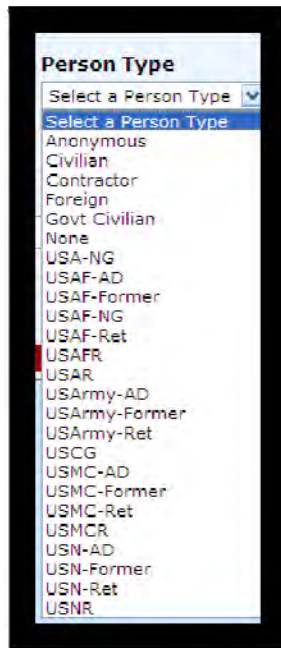 Person Type
Select a Person Type
Select a Person Type
Anonymous
Civilian
Contractor
Foreign
Govt Civilian
None
USA-NG
USAF-AD
USAF-Former
USAF-NG
USAF-Ret
USAFR
USAR
USArmy-AD
USArmy-Former
USArmy-Ret
USCG
USMC-AD
USMC-Former
USMC-Ret
USMCR
USN-AD
USN-Former
USN-Ret
USNR